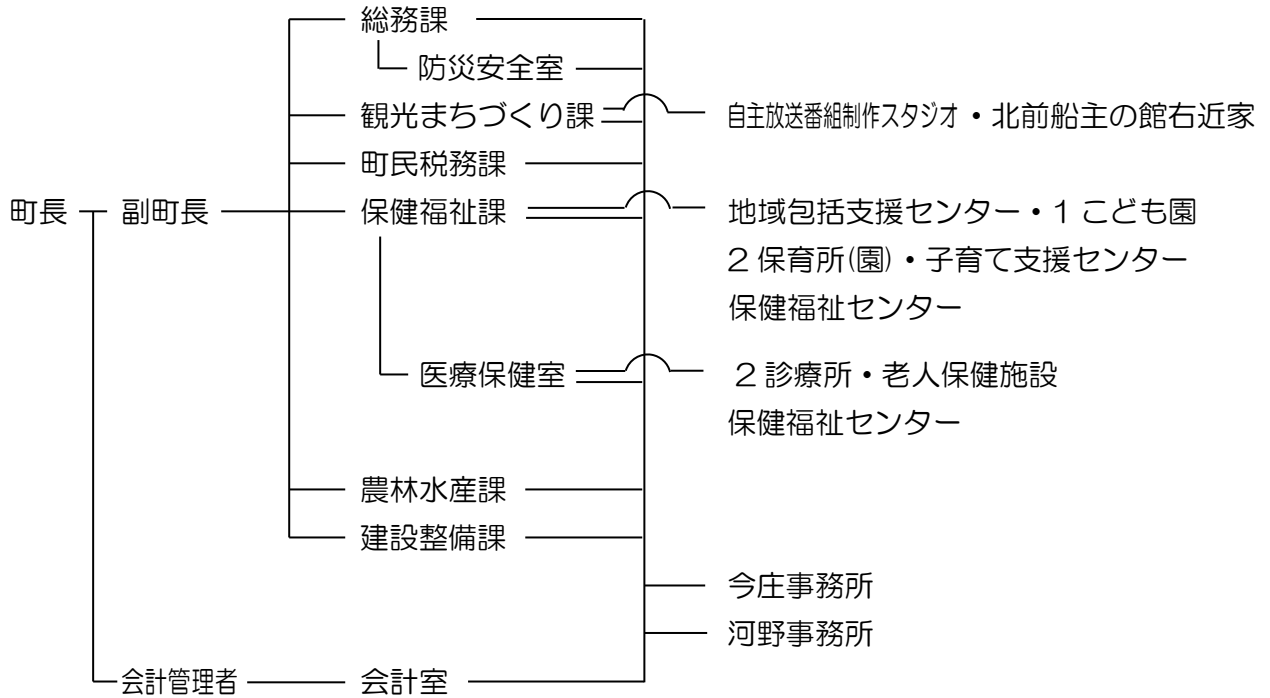 総務課
防災安全室
観光まちづくり課 自主放送番組制作スタジオ・北前船主の館右近家
町民税務課
町長 副町長 保健福祉課 地域包括支援センター・1こども園
2保育所(園)・子育て支援センター
保健福祉センター
医療保健室 2診療所・老人保健施設
保健福祉センター
農林水産課
建設整備課
今庄事務所
河野事務所
会計管理者 会計室